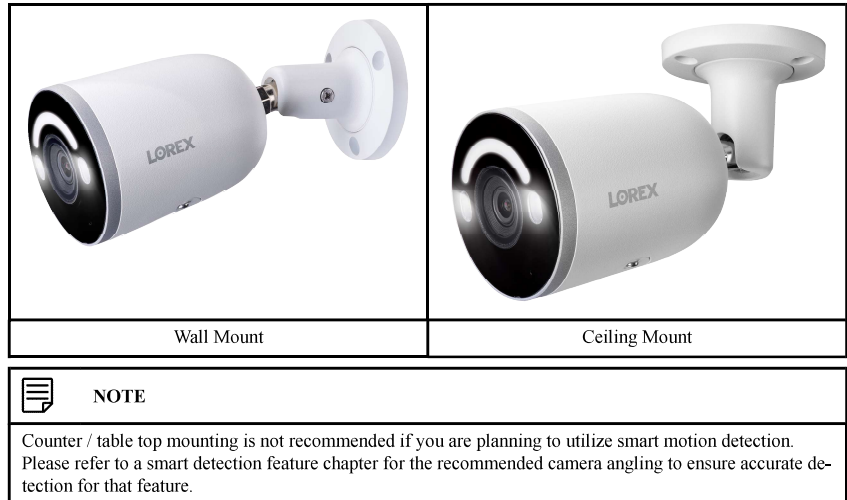 LOREX
LOREX
Wall Mount
Ceiling Mount
NOTE
Counter / table top mounting is not recommended if you are planning to utilize smart motion detection.
Please refer to a smart detection feature chapter for the recommended camera angling to ensure accurate de-
tection for that feature.